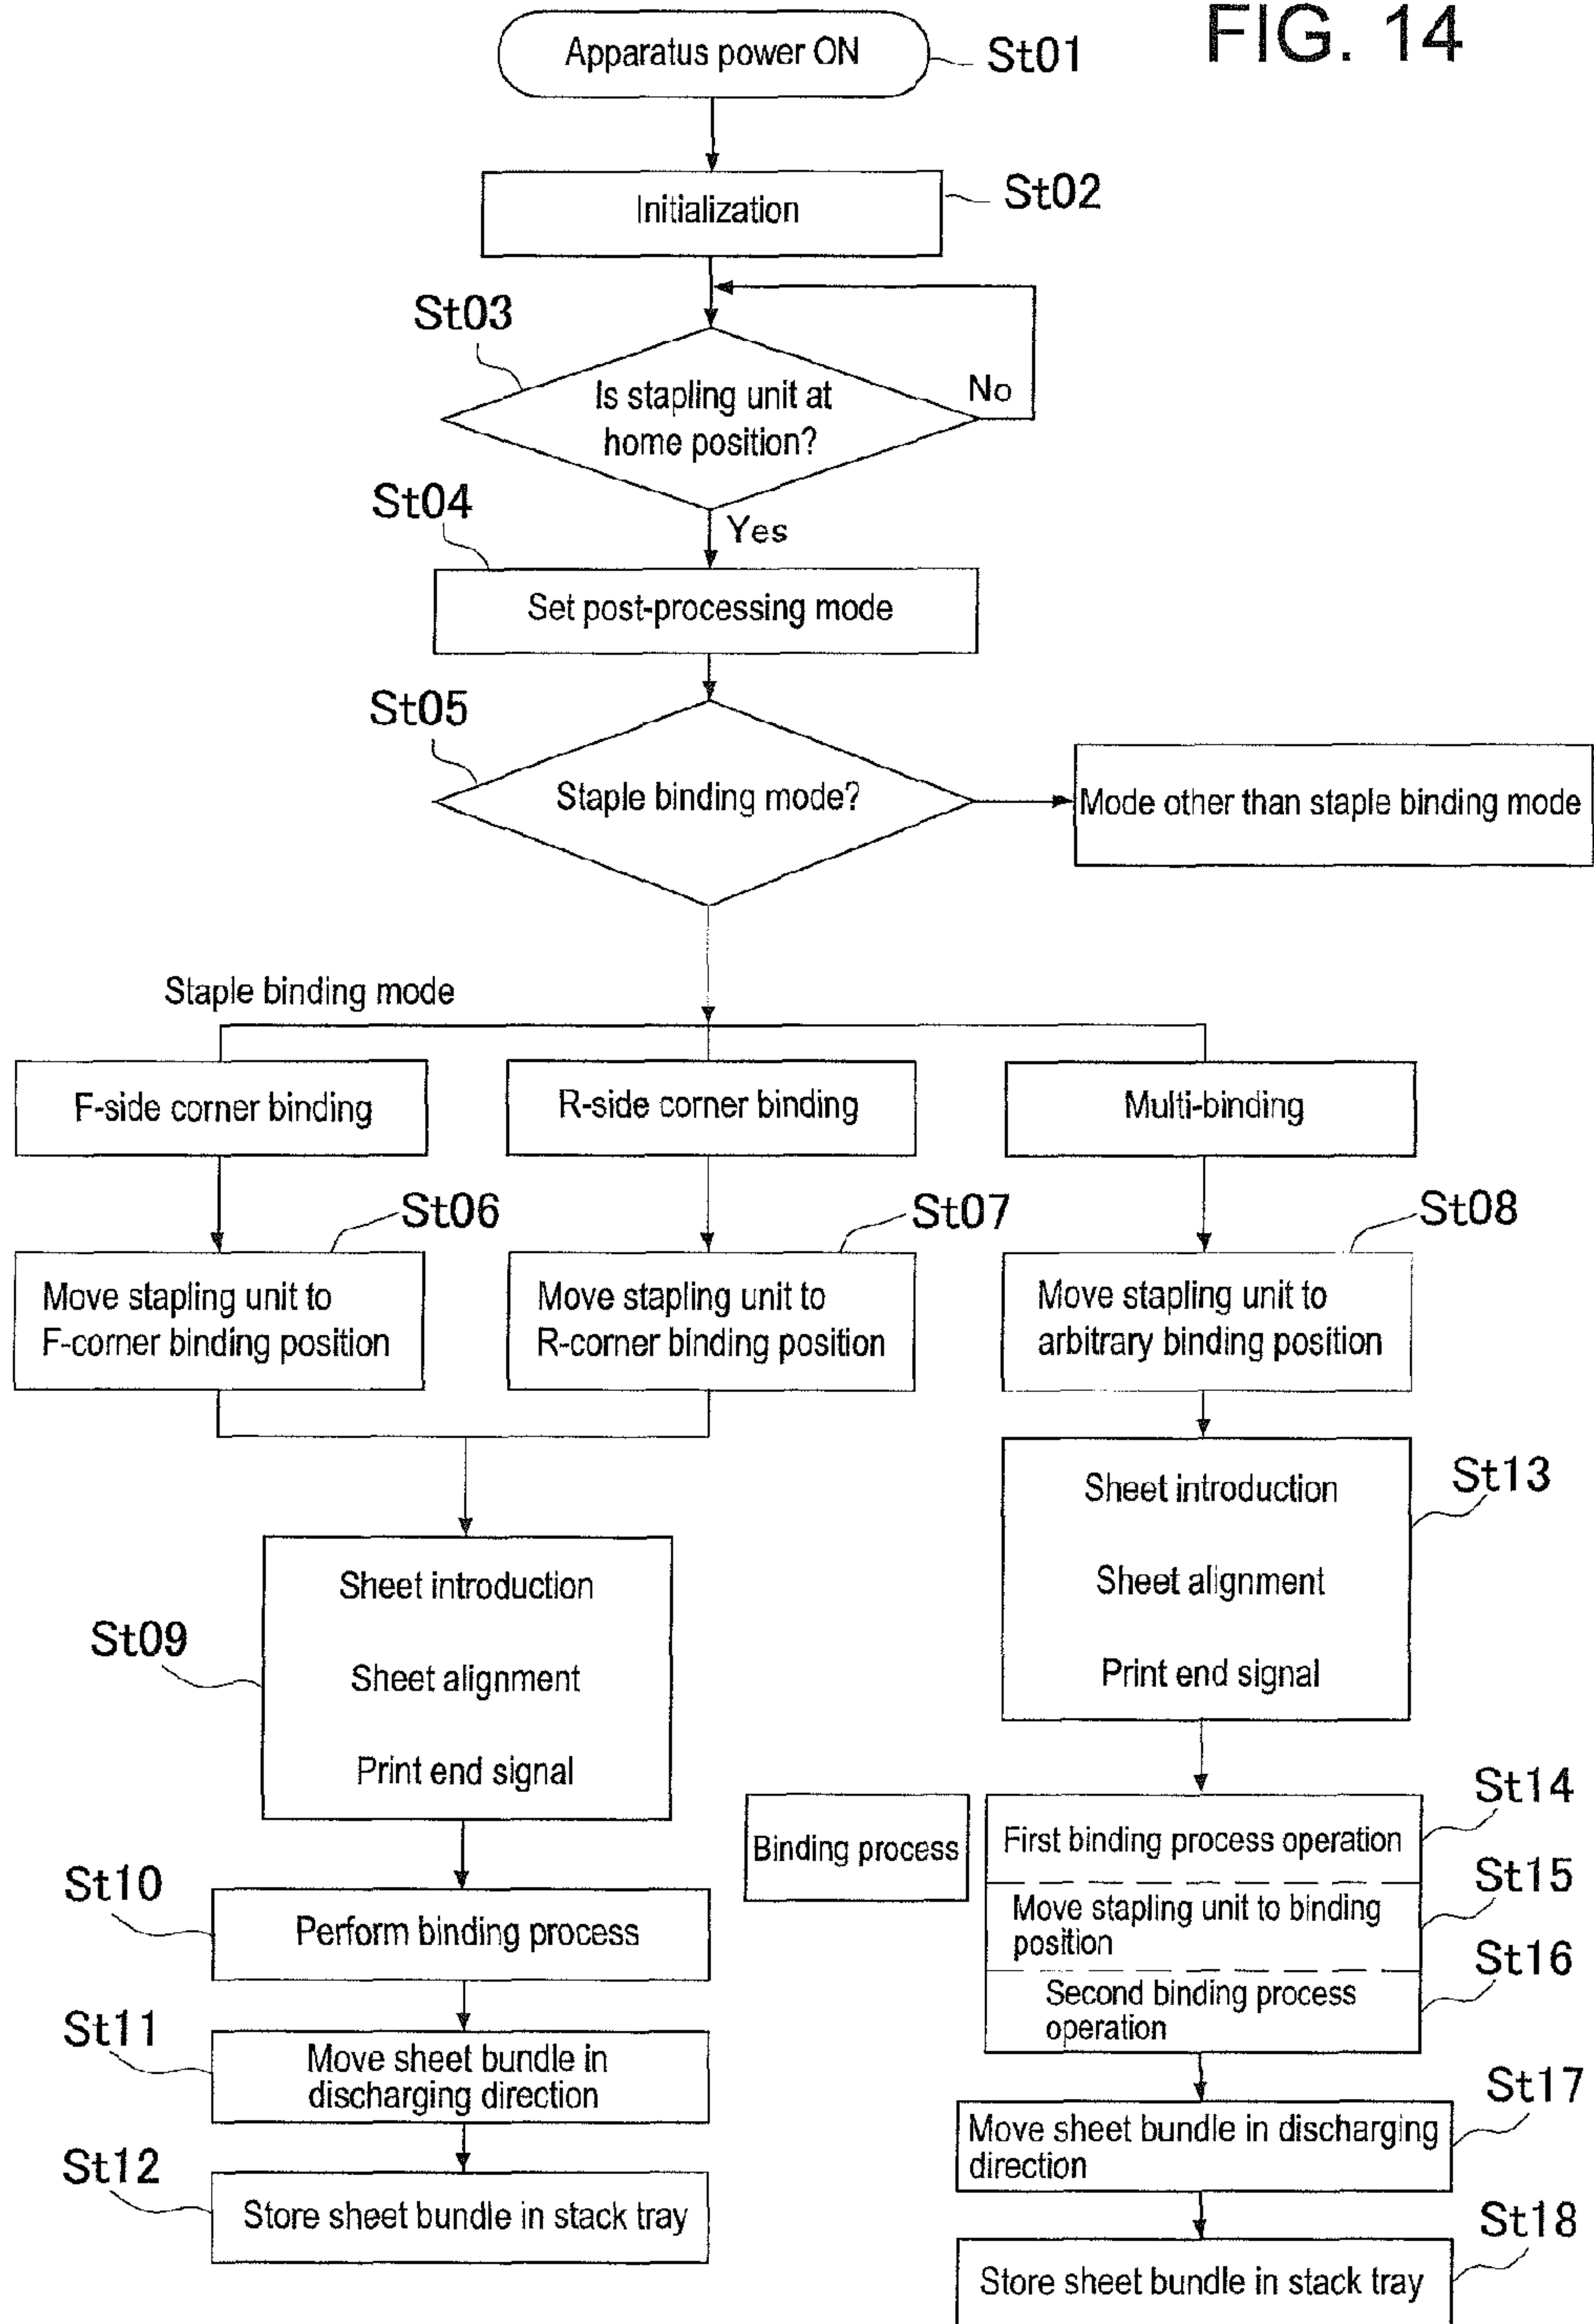 FIG. 14
Apparatus power ON
St01
Initialization
St02
St03
Is stapling unit at
home position?
No
Yes
St04
Set post-processing mode
St05
Staple binding mode?
Mode other than staple binding mode
Staple binding mode
F-side corner binding
R-side corner binding
Multi-binding
St06
St07
St08
Move stapling unit to
F-corner binding position
Move stapling unit to
R-corner binding position
Move stapling unit to
arbitrary binding position
St09
Sheet introduction
Sheet alignment
Print end signal
St13
Sheet introduction
Sheet alignment
Print end signal
St10
Perform binding process
Binding process
St14
First binding process operation
St15
Move stapling unit to binding
position
St16
Second binding process
operation
St11
Move sheet bundle in
discharging direction
St17
Move sheet bundle in discharging
direction
St12
Store sheet bundle in stack tray
St18
Store sheet bundle in stack tray